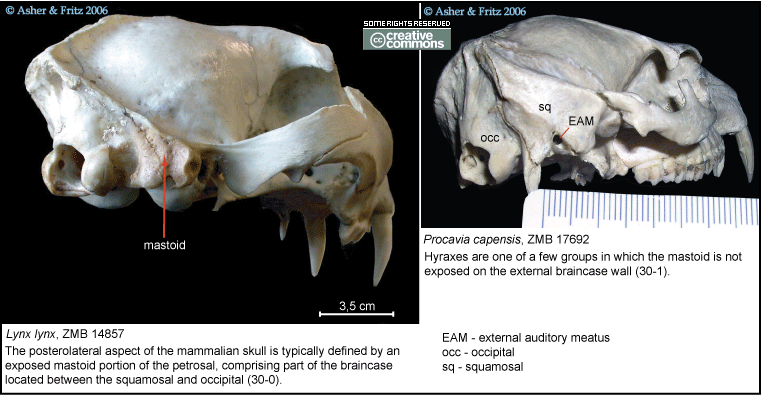 © Asher & Fritz 2006
mastoid
3,5 cm
Lynx lynx, ZMB 14857
The posterolateral aspect of the mammalian skull is typically defined by an
exposed mastoid portion of the petrosal, comprising part of the braincase
located between the squamosal and occipital (30-0).
SOME RIGHTS RESERVED
cc creative
commons
© Asher & Fritz 2006
sq
EAM
occ
Procavia capensis, ZMB 17692
Hyraxes are one of a few groups in which the mastoid is not
exposed on the external braincase wall (30-1).
EAM - external auditory meatus
occ - occipital
sq - squamosal